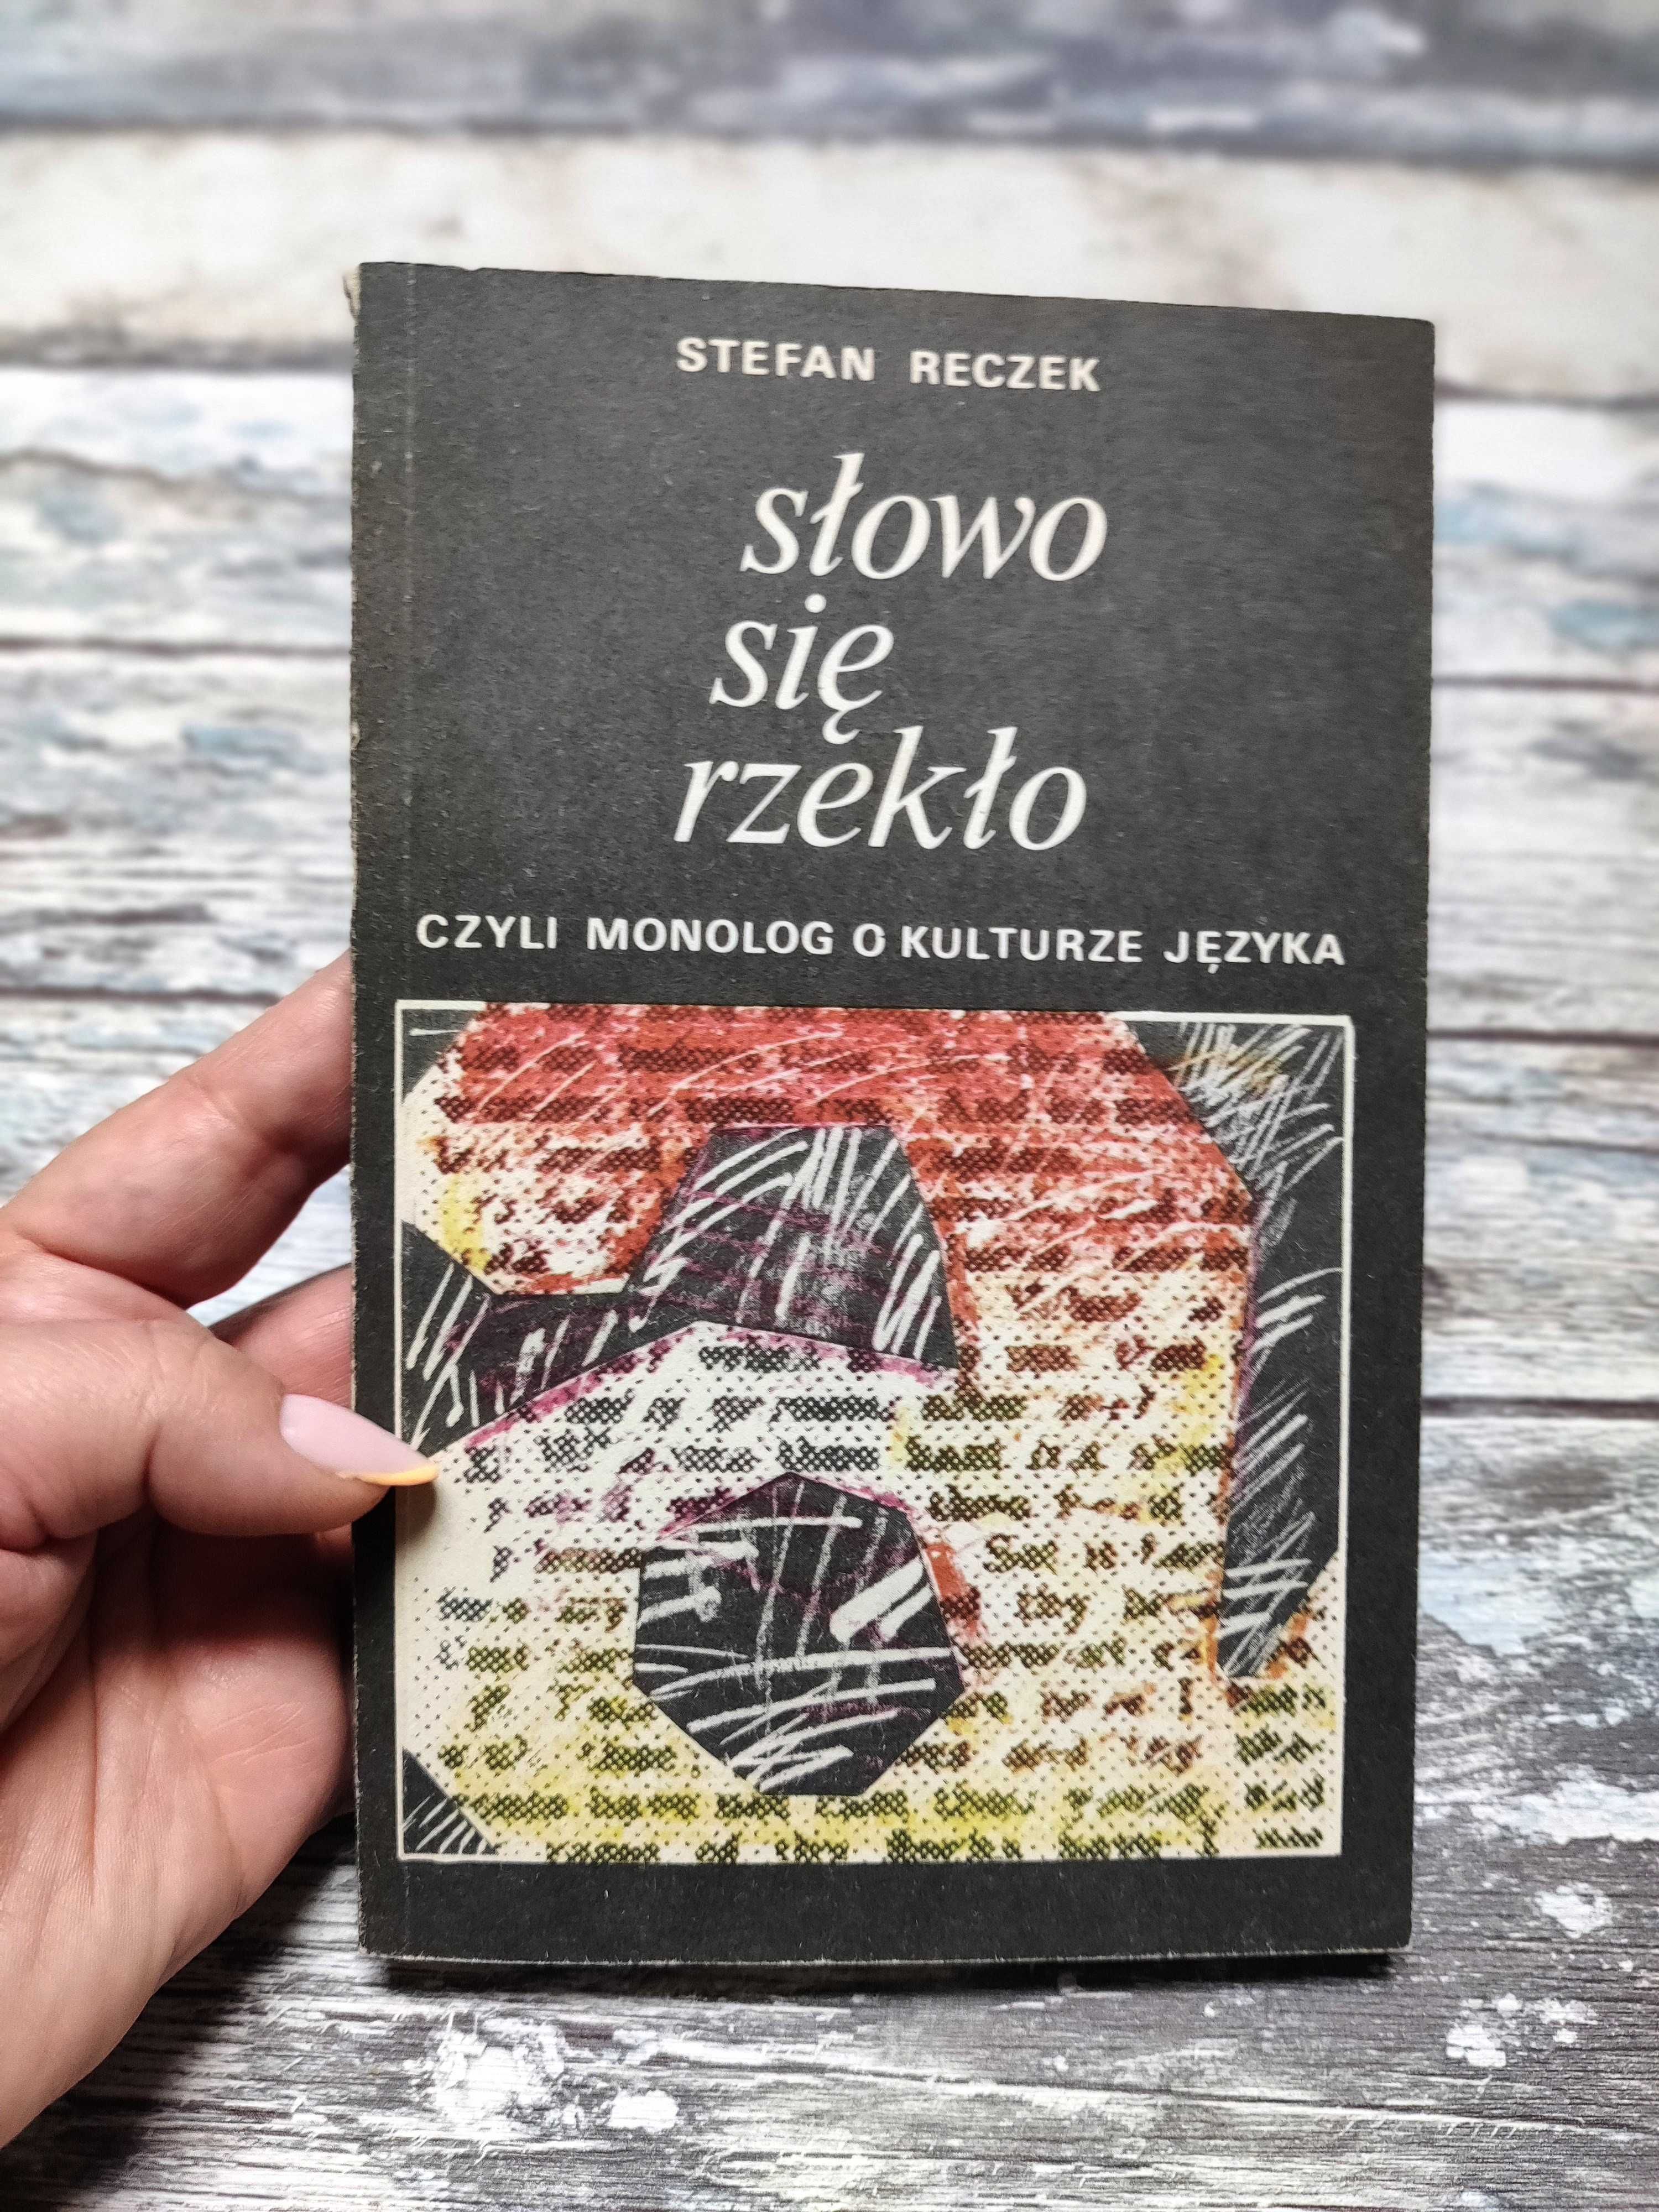 STEFAN RECZEK
słowo
się
rzekło
CZYLI MONOLOG O KULTURZE JĘZYKA